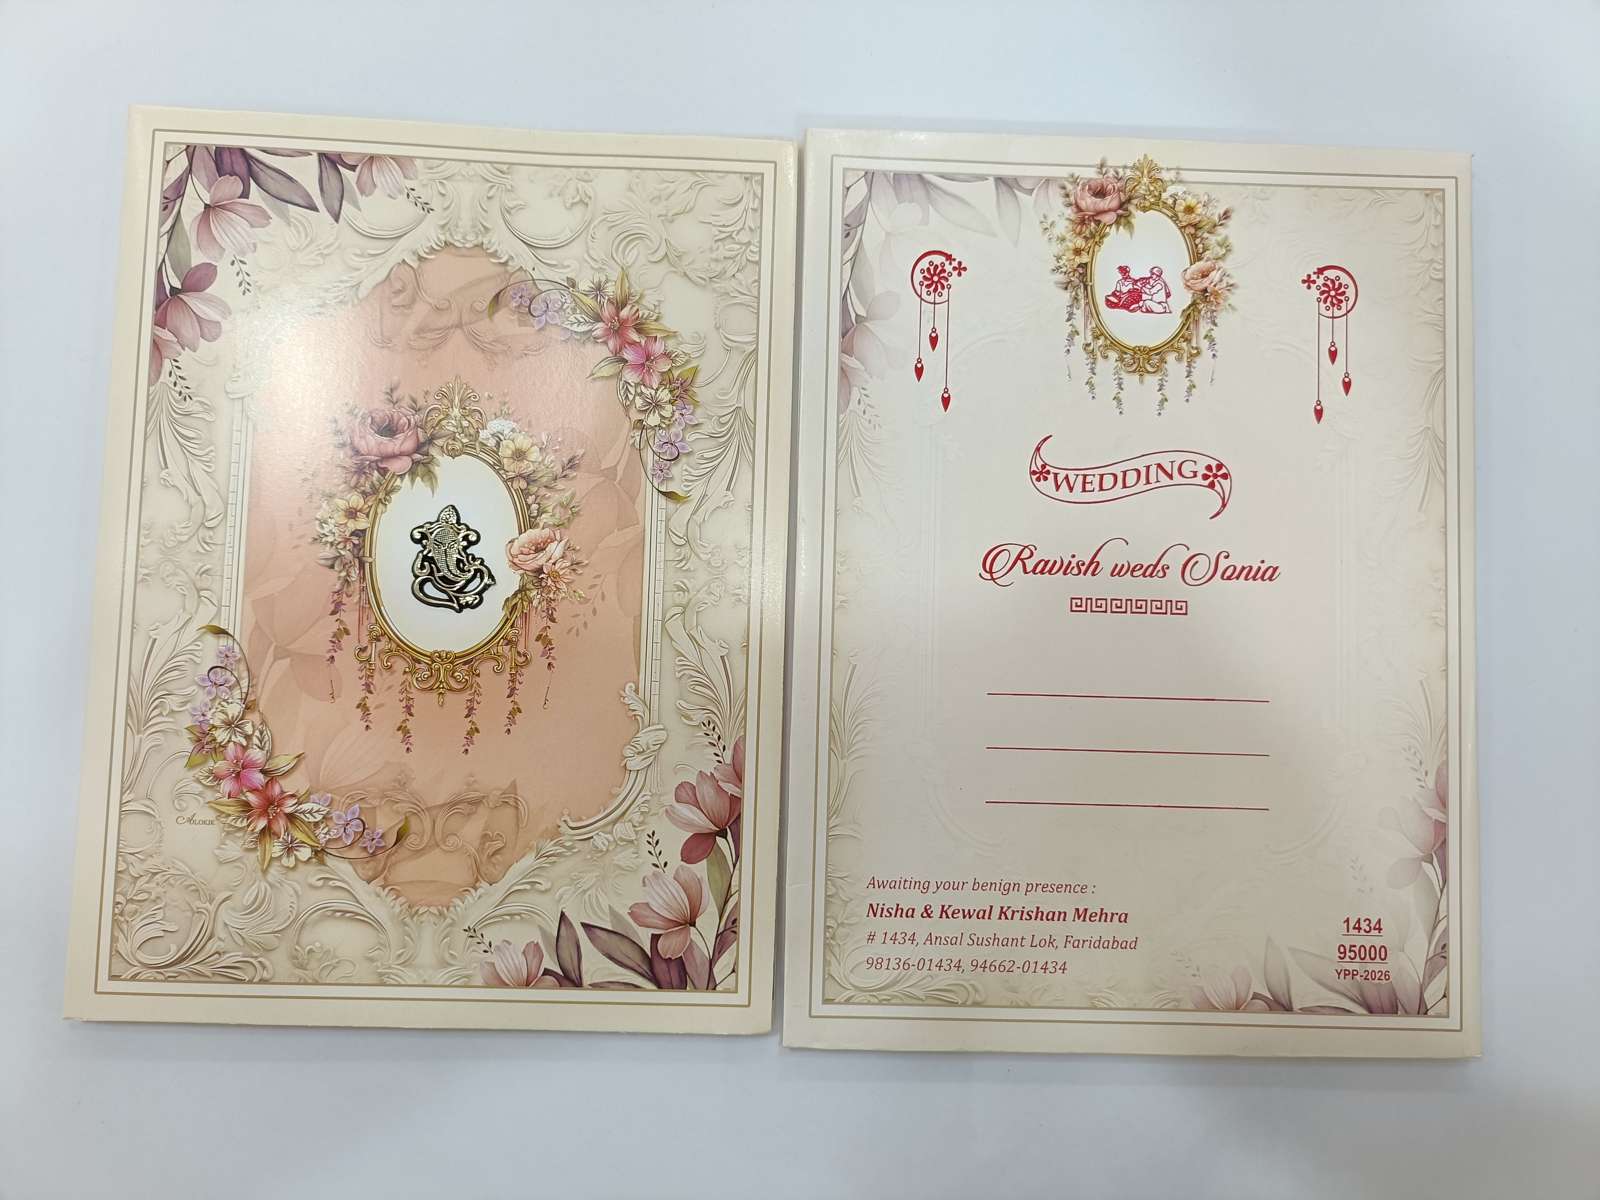 Alokik
WEDDING
Ravish weds Sonia
Awaiting your benign presence :
Nisha & Kewal Krishan Mehra
# 1434, Ansal Sushant Lok, Faridabad
98136-01434, 94662-01434
1434
95000
YPP-2026